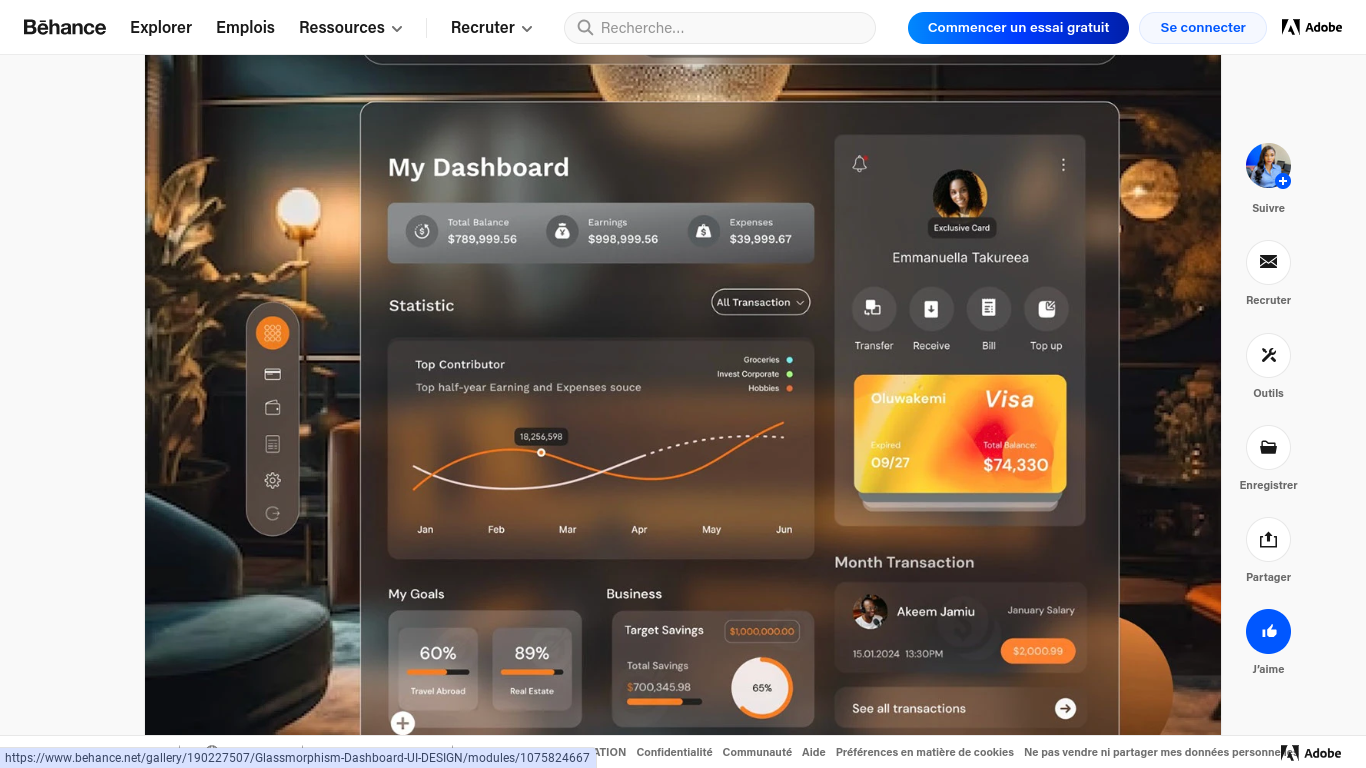 Bēhance
Explorer
Emplois
Ressources
Recruter
Recherche...
Commencer un essai gratuit
Se connecter
Adobe
My Dashboard
Total Balance
$789,999.56
Earnings
$998,999.56
Expenses
$39,999.67
Exclusive Card
Emmanuella Takureea
Statistic
All Transaction
Transfer
Receive
Bill
Top up
Top Contributor
Top half-year Earning and Expenses souce
Groceries
Invest Corporate
Hobbies
18,256,598
Jan
Feb
Mar
Apr
May
Jun
Oluwakemi
Visa
Expired
09/27
Total Balance:
$74,330
My Goals
60%
Travel Abroad
89%
Real Estate
Business
Target Savings
$1,000,000.00
Total Savings
$700,345.98
65%
Month Transaction
Akeem Jamiu
January Salary
15.01.2024 13:30PM
$2,000.99
See all transactions
Suivre
Recruter
Outils
Enregistrer
Partager
J'aime
Confidentialité
Communauté
Aide
Préférences en matière de cookies
Ne pas vendre ni partager mes données personnelles
Adobe
https://www.behance.net/gallery/190227507/Glassmorphism-Dashboard-UI-DESIGN/modules/1075824667